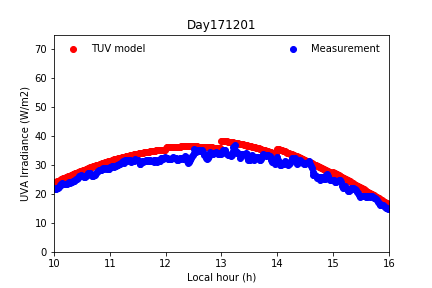 Day171201
TUV model
Measurement
UVA Irradiance (W/m2)
70
60
50
40
30
20
10
0
10 11 12 13 14 15 16
Local hour (h)